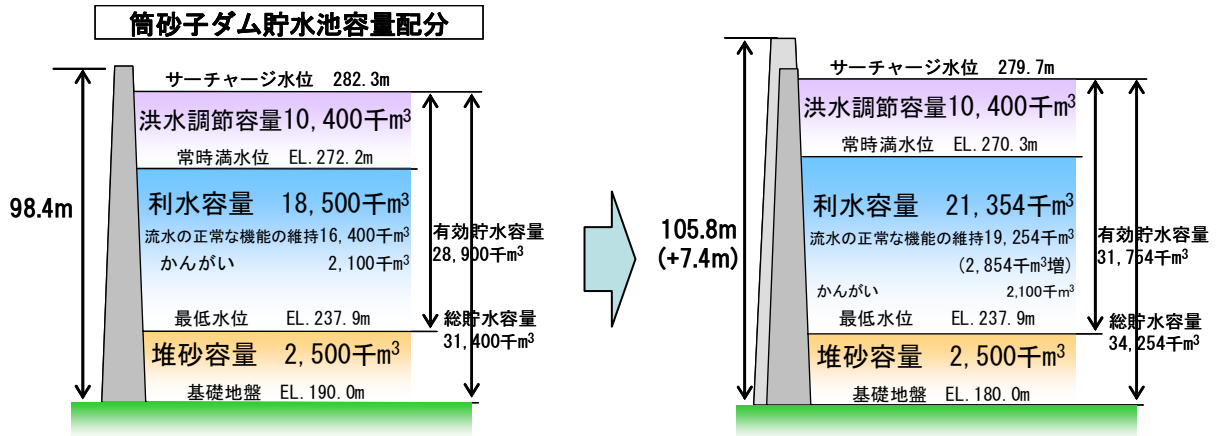 筒砂子ダム貯水池容量配分
サーチャージ水位 282.3m
洪水調節容量10,400千m³
常時満水位 EL.272.2m
98.4m
利水容量 18,500千m³
流水の正常な機能の維持16,400千m³
かんがい 2,100千m³
有効貯水容量
28,900千m³
最低水位 EL.237.9m
総貯水容量
31,400千m³
堆砂容量 2,500千m³
基礎地盤 EL.190.0m
サーチャージ水位 279.7m
洪水調節容量10,400千m³
常時満水位 EL.270.3m
105.8m
(+7.4m)
利水容量 21,354千m³
流水の正常な機能の維持19,254千m³
(2,854千m³増)
かんがい 2,100千m³
有効貯水容量
31,754千m³
最低水位 EL.237.9m
総貯水容量
34,254千m³
堆砂容量 2,500千m³
基礎地盤 EL.180.0m